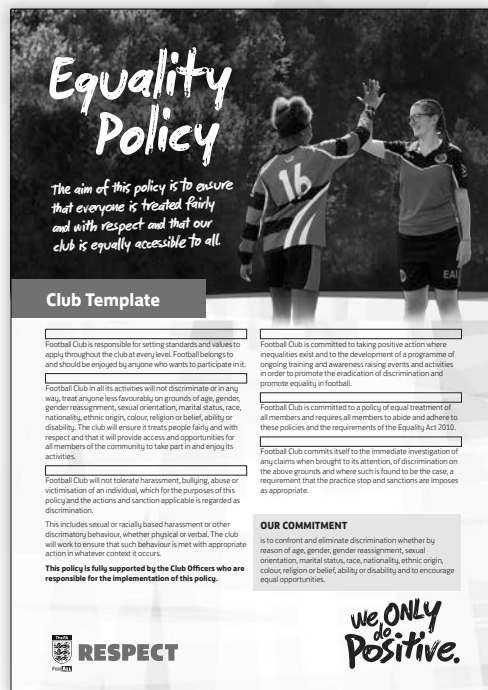 Equality
Policy
The aim of this policy is to ensure
that everyone is treated fairly
and with respect and that our
club is equally accessible to all.
16
EAI
Club Template
Football Club is responsible for setting standards and values to
apply throughout the club at every level. Football belongs to
and should be enjoyed by anyone who wants to participate in it.
Football Club in all its activities will not discriminate or in any
way, treat anyone less favourably on grounds of age, gender,
gender reassignment, sexual orientation, marital status, race,
nationality, ethnic origin, colour, religion or belief, ability or
disability. The club will ensure it treats people fairly and with
respect and that it will provide access and opportunities for
all members of the community to take part in and enjoy its
activities.
Football Club will not tolerate harassment, bullying, abuse or
victimisation of an individual, which for the purposes of this
policy and the actions and sanction applicable is regarded as
discrimination.
This includes sexual or racially based harassment or other
discrimatory behaviour, whether physical or verbal. The club
will work to ensure that such behaviour is met with appropriate
action in whatever context it occurs.
This policy is fully supported by the Club Officers who are
responsible for the implementation of this policy.
Football Club is committed to taking positive action where
inequalities exist and to the development of a programme of
ongoing training and awareness raising events and activities
in order to promote the eradication of discrimination and
promote equality in football.
Football Club is committed to a policy of equal treatment of
all members and requires all members to abide and adhere to
these policies and the requirements of the Equality Act 2010.
Football Club commits itself to the immediate investigation of
any claims when brought to its attention, of discrimination on
the above grounds and where such is found to be the case, a
requirement that the practice stop and sanctions are imposes
as appropriate.
OUR COMMITMENT
is to confront and eliminate discrimination whether by
reason of age, gender, gender reassignment, sexual
orientation, marital status, race, nationality, ethnic origin,
colour, religion or belief, ability or disability and to encourage
equal opportunities.
TheFA
ForALL
RESPECT
We ONLY
do
Positive.